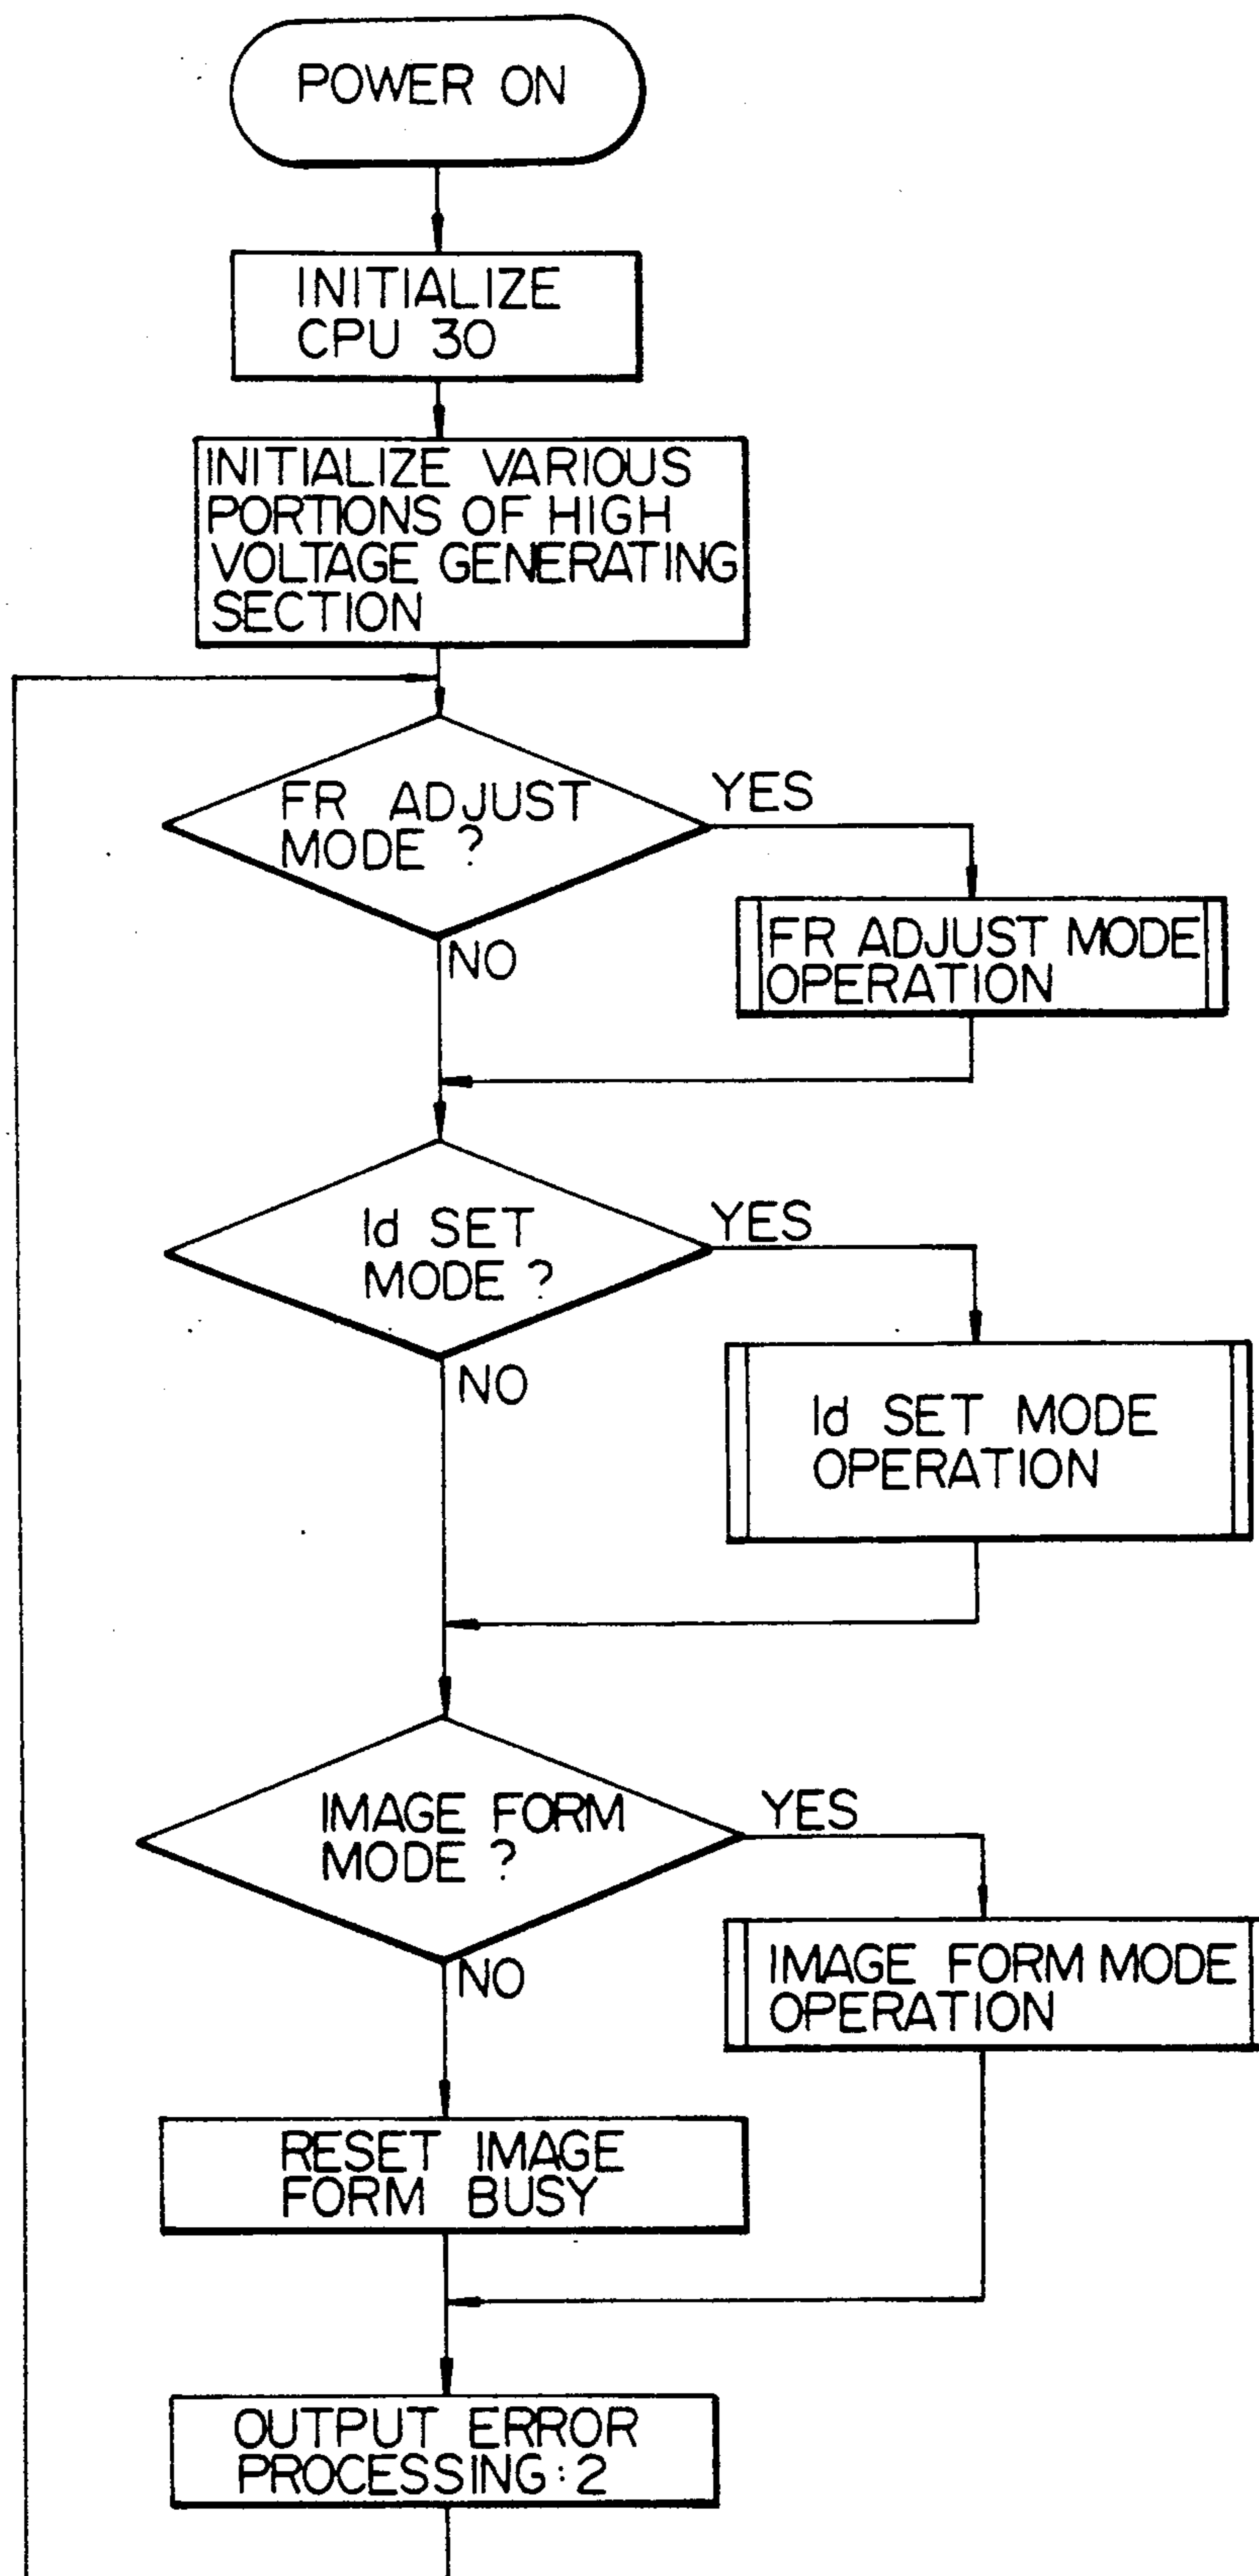 POWER ON
INITIALIZE
CPU 30
INITIALIZE VARIOUS
PORTIONS OF HIGH
VOLTAGE GENERATING
SECTION
FR ADJUST
MODE ?
YES
NO
FR ADJUST MODE
OPERATION
Id SET
MODE ?
YES
NO
Id SET MODE
OPERATION
IMAGE FORM
MODE ?
YES
NO
IMAGE FORM MODE
OPERATION
RESET IMAGE
FORM BUSY
OUTPUT ERROR
PROCESSING : 2